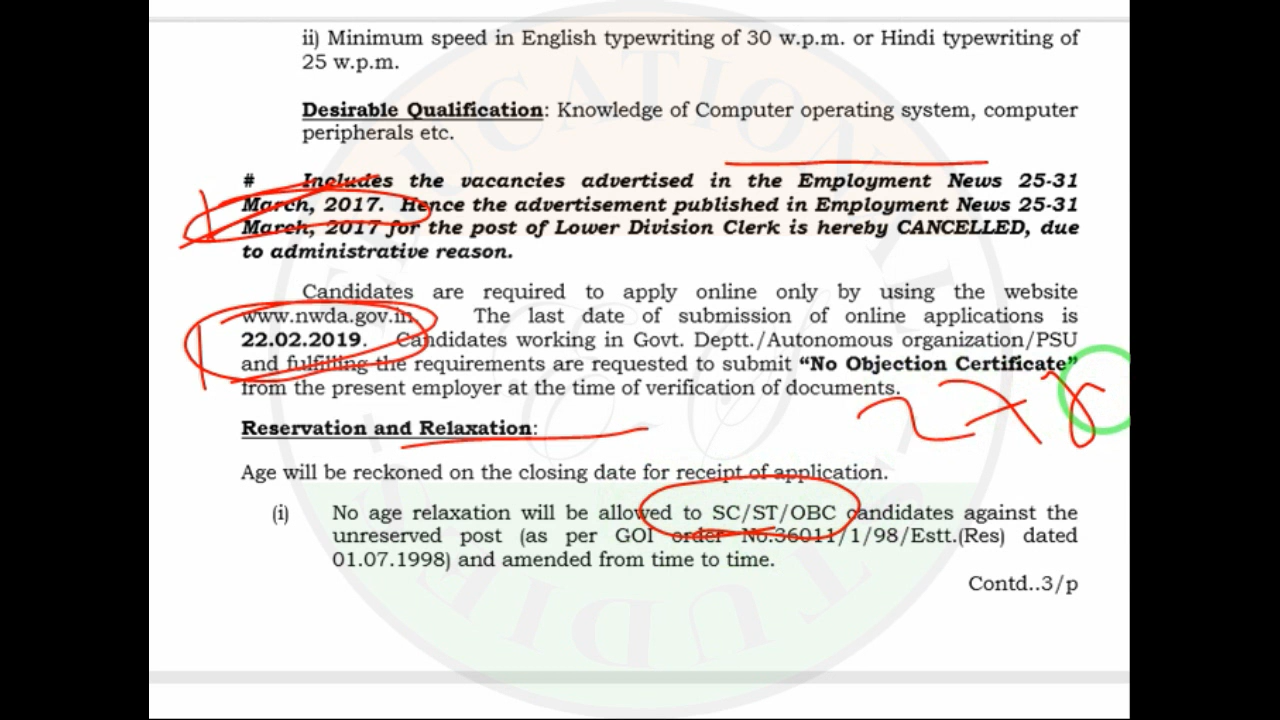 ii) Minimum speed in English typewriting of 30 w.p.m. or Hindi typewriting of
25 w.p.m.
Desirable Qualification: Knowledge of Computer operating system, computer
peripherals etc.
# Includes the vacancies advertised in the Employment News 25-31
March, 2017. Hence the advertisement published in Employment News 25-31
March, 2017 for the post of Lower Division Clerk is hereby CANCELLED, due
to administrative reason.
Candidates are required to apply online only by using the website
www.nwda.gov.in. The last date of submission of online applications is
22.02.2019. Candidates working in Govt. Deptt./Autonomous organization/PSU
and fulfilling the requirements are requested to submit “No Objection Certificate”
from the present employer at the time of verification of documents.
Reservation and Relaxation:
Age will be reckoned on the closing date for receipt of application.
(i) No age relaxation will be allowed to SC/ST/OBC candidates against the
unreserved post (as per GOI order No.36011/1/98/Estt.(Res) dated
01.07.1998) and amended from time to time.
Contd..3/p